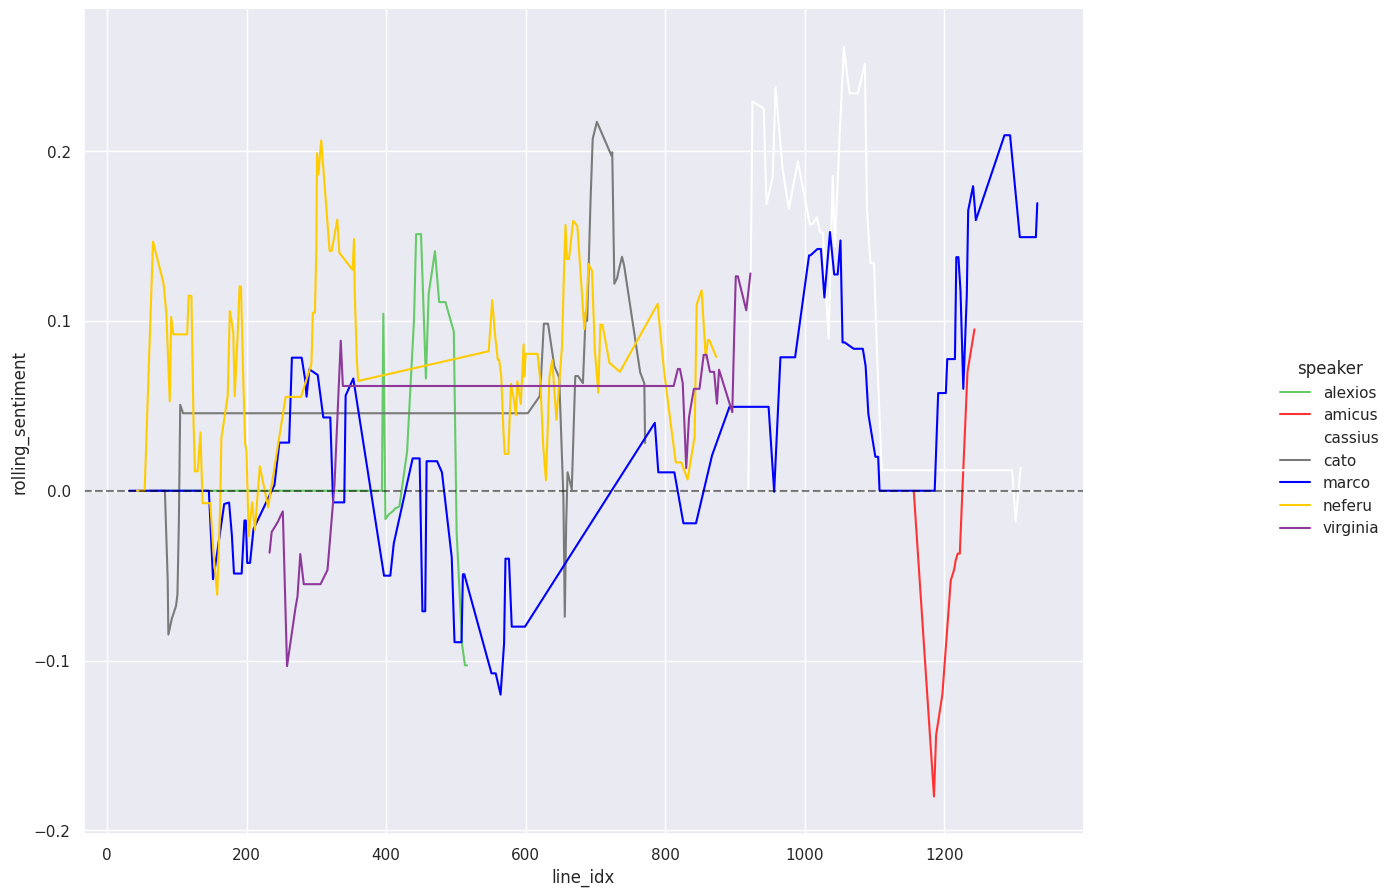 rolling_sentiment
0.2
0.1
0.0
−0.1
−0.2
0
200
400
600
800
1000
1200
line_idx
speaker
alexios
amicus
cassius
cato
marco
neferu
virginia